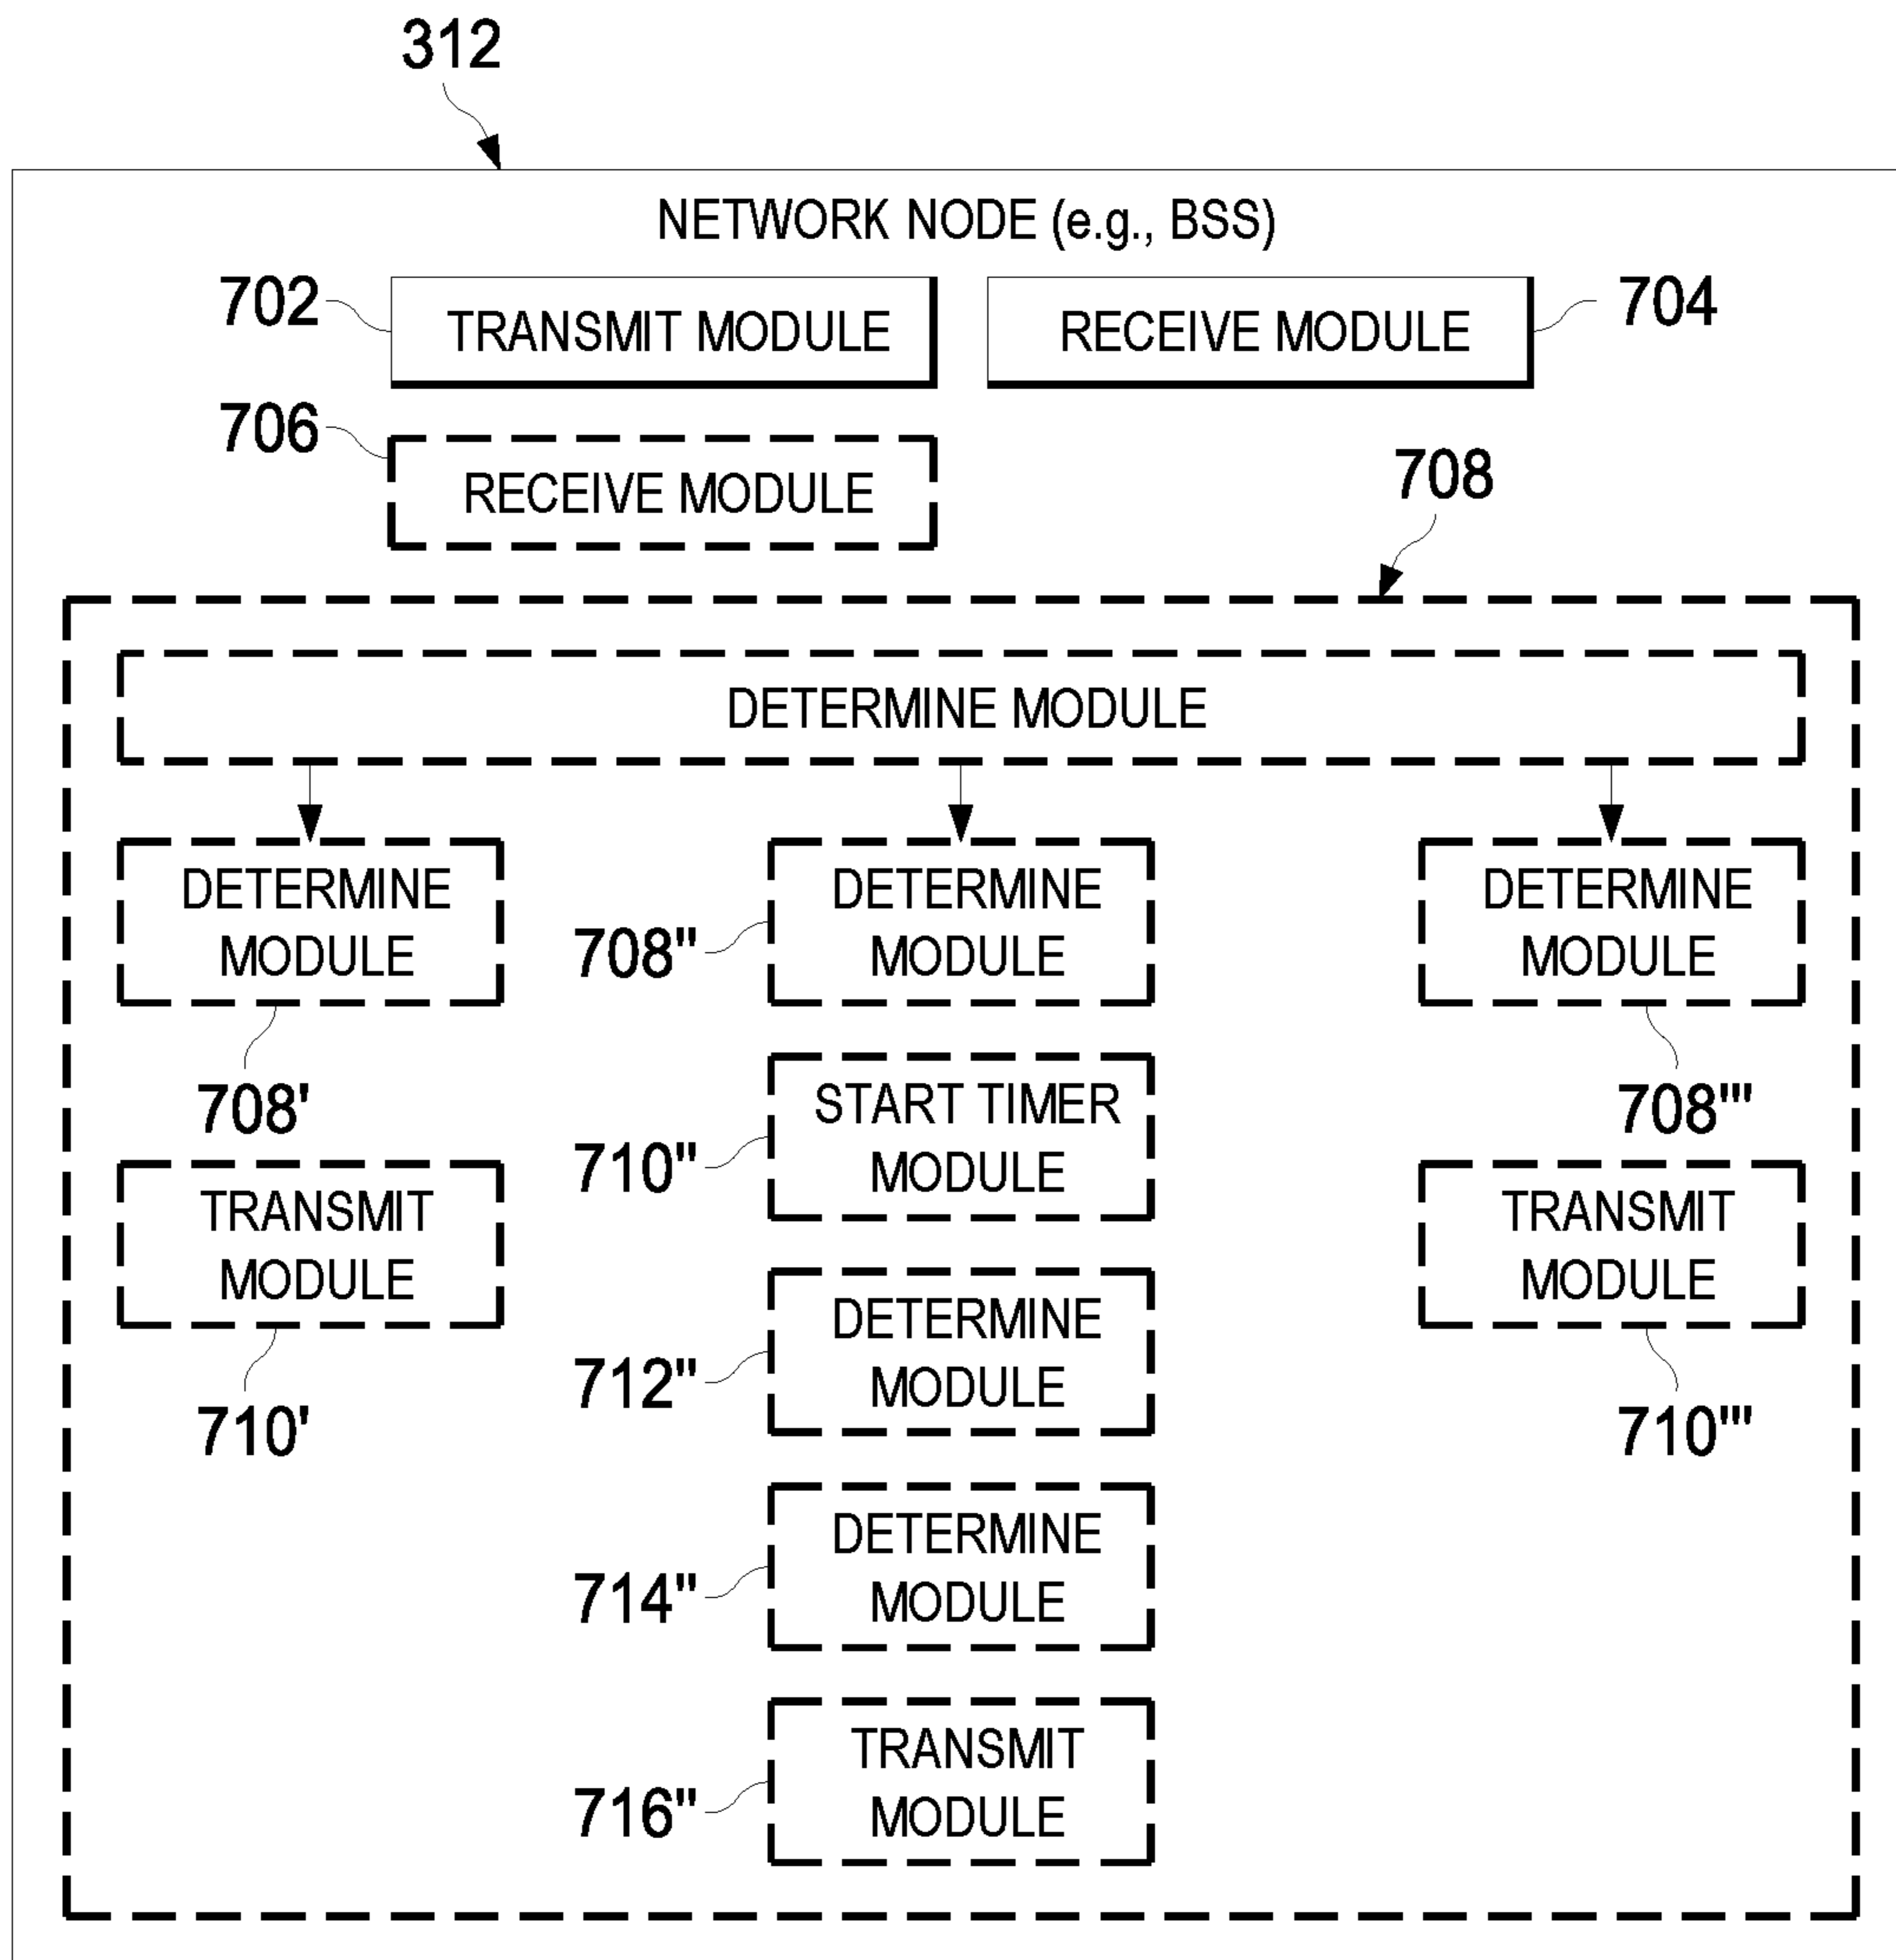 312
NETWORK NODE (e.g., BSS)
702
TRANSMIT MODULE
RECEIVE MODULE
704
706
RECEIVE MODULE
708
DETERMINE MODULE
DETERMINE
MODULE
708'
TRANSMIT
MODULE
710'
708"
DETERMINE
MODULE
710"
START TIMER
MODULE
712"
DETERMINE
MODULE
714"
DETERMINE
MODULE
716"
TRANSMIT
MODULE
DETERMINE
MODULE
708'''
TRANSMIT
MODULE
710'''